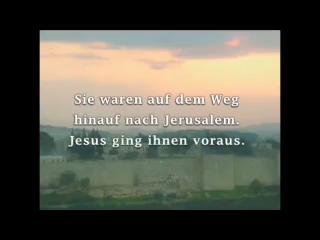 Sie waren auf dem Weg
hinauf nach Jerusalem.
Jesus ging ihnen voraus.